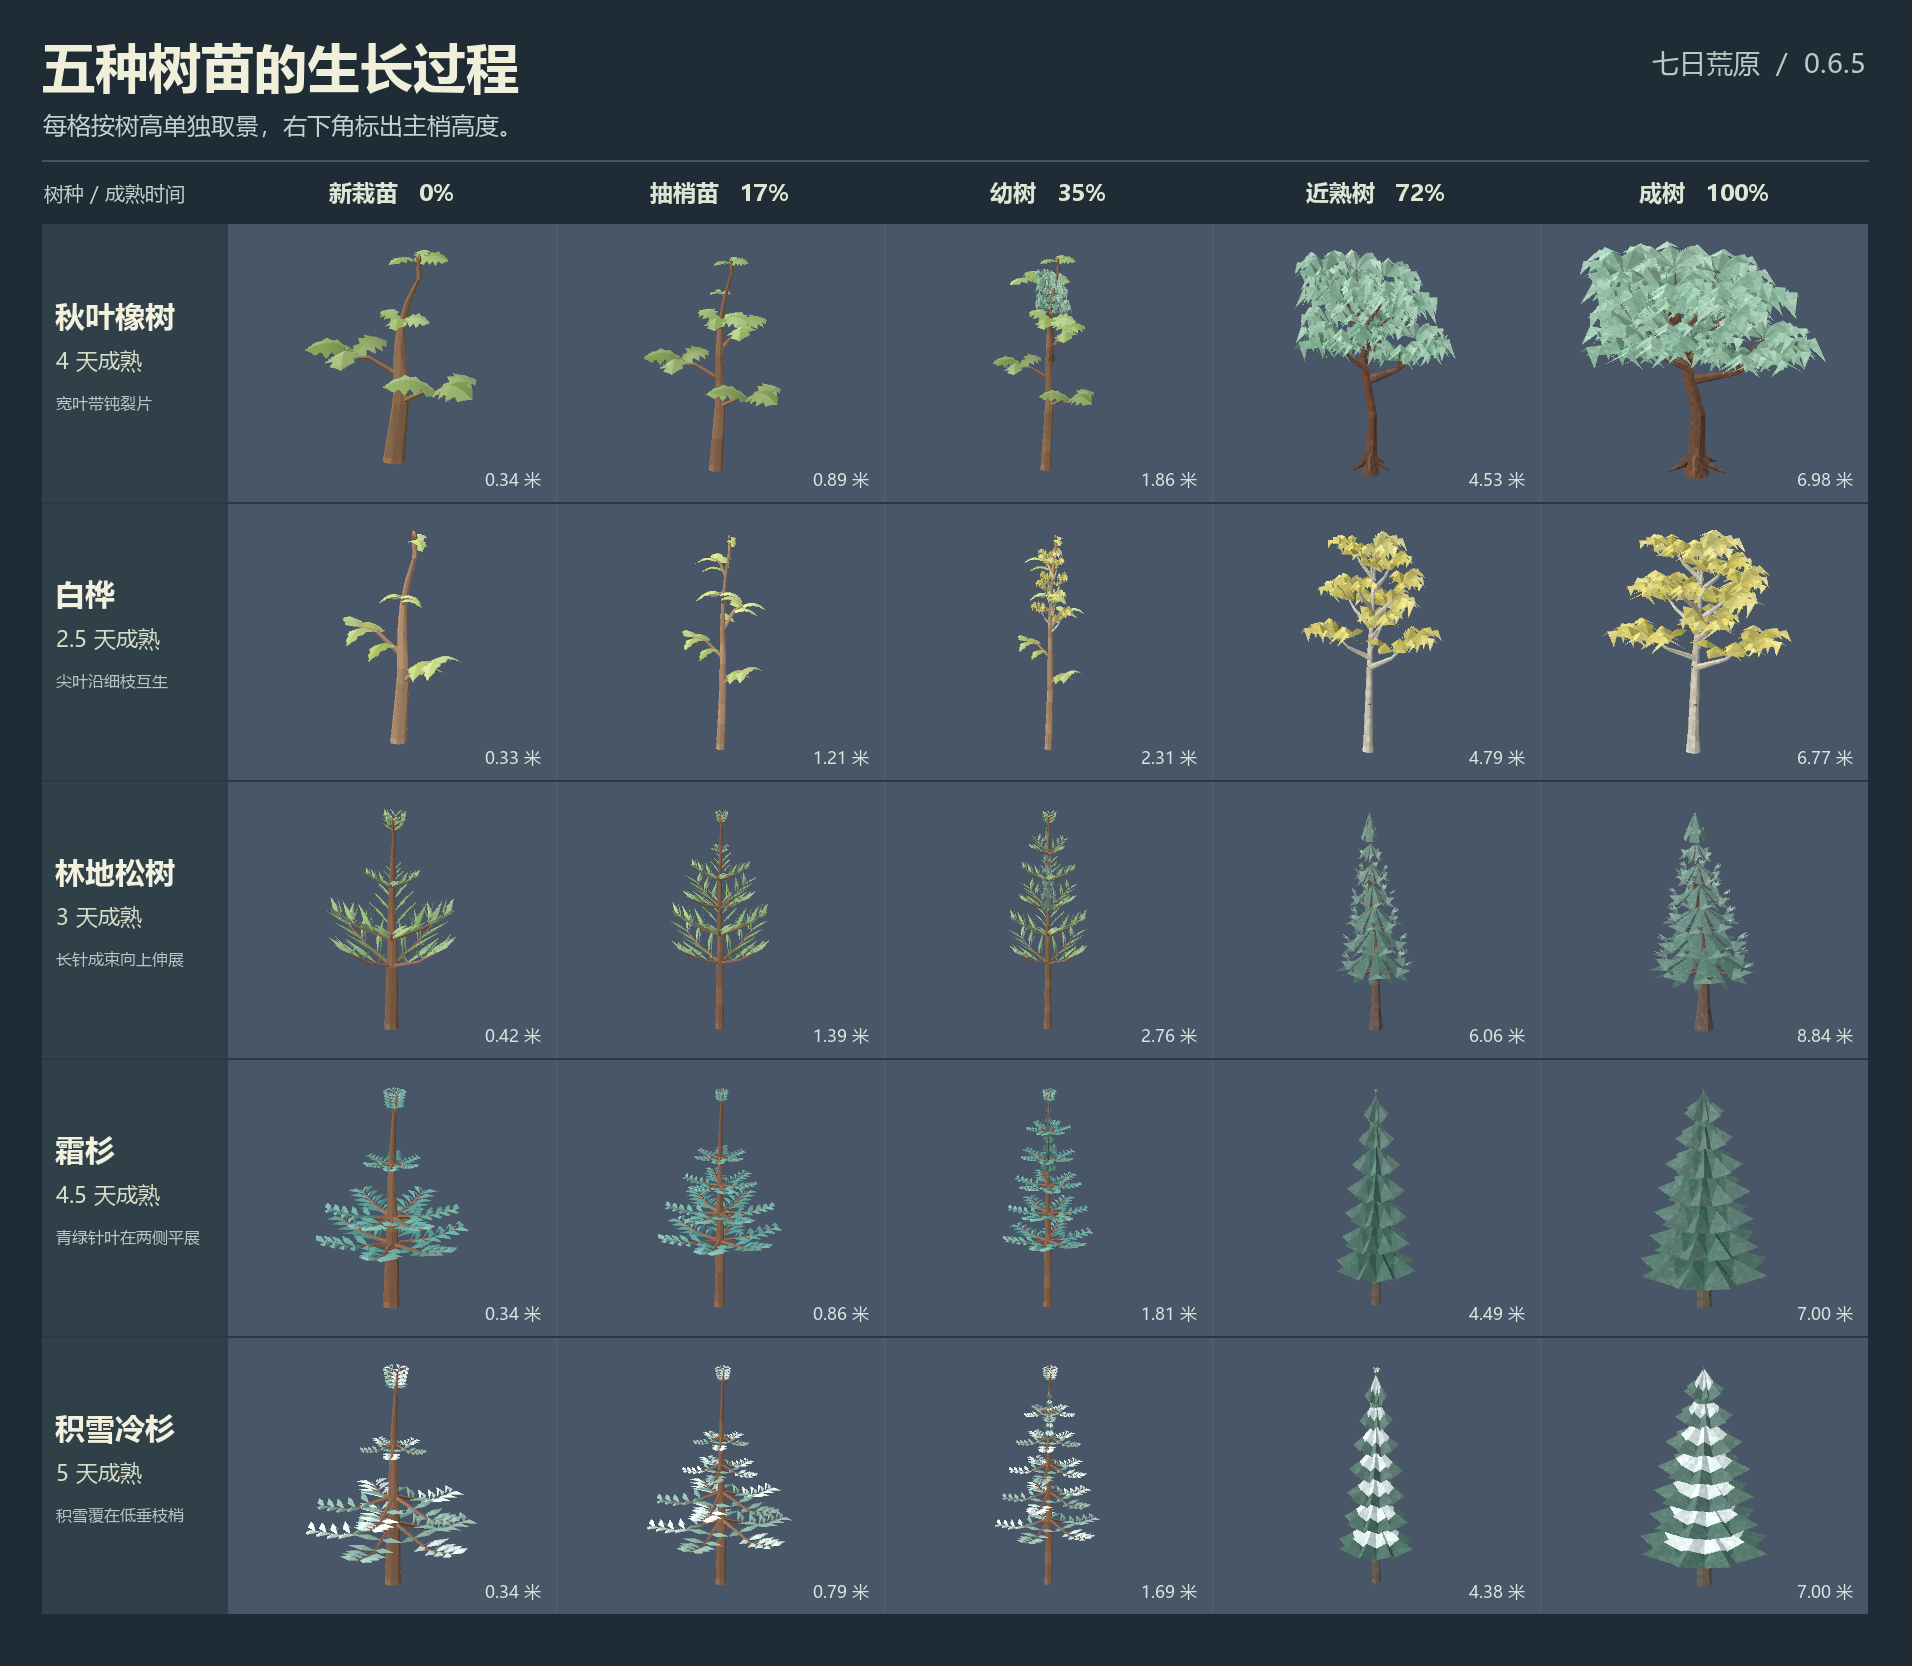 五种树苗的生长过程
七日荒原 / 0.6.5
每格按树高单独取景，右下角标出主梢高度。
树种 / 成熟时间
新栽苗 0%
抽梢苗 17%
幼树 35%
近熟树 72%
成树 100%
秋叶橡树
4 天成熟
宽叶带钝裂片
0.34 米
0.89 米
1.86 米
4.53 米
6.98 米
白桦
2.5 天成熟
尖叶沿细枝互生
0.33 米
1.21 米
2.31 米
4.79 米
6.77 米
林地松树
3 天成熟
长针成束向上伸展
0.42 米
1.39 米
2.76 米
6.06 米
8.84 米
霜杉
4.5 天成熟
青绿针叶在两侧平展
0.34 米
0.86 米
1.81 米
4.49 米
7.00 米
积雪冷杉
5 天成熟
积雪覆在低垂枝梢
0.34 米
0.79 米
1.69 米
4.38 米
7.00 米